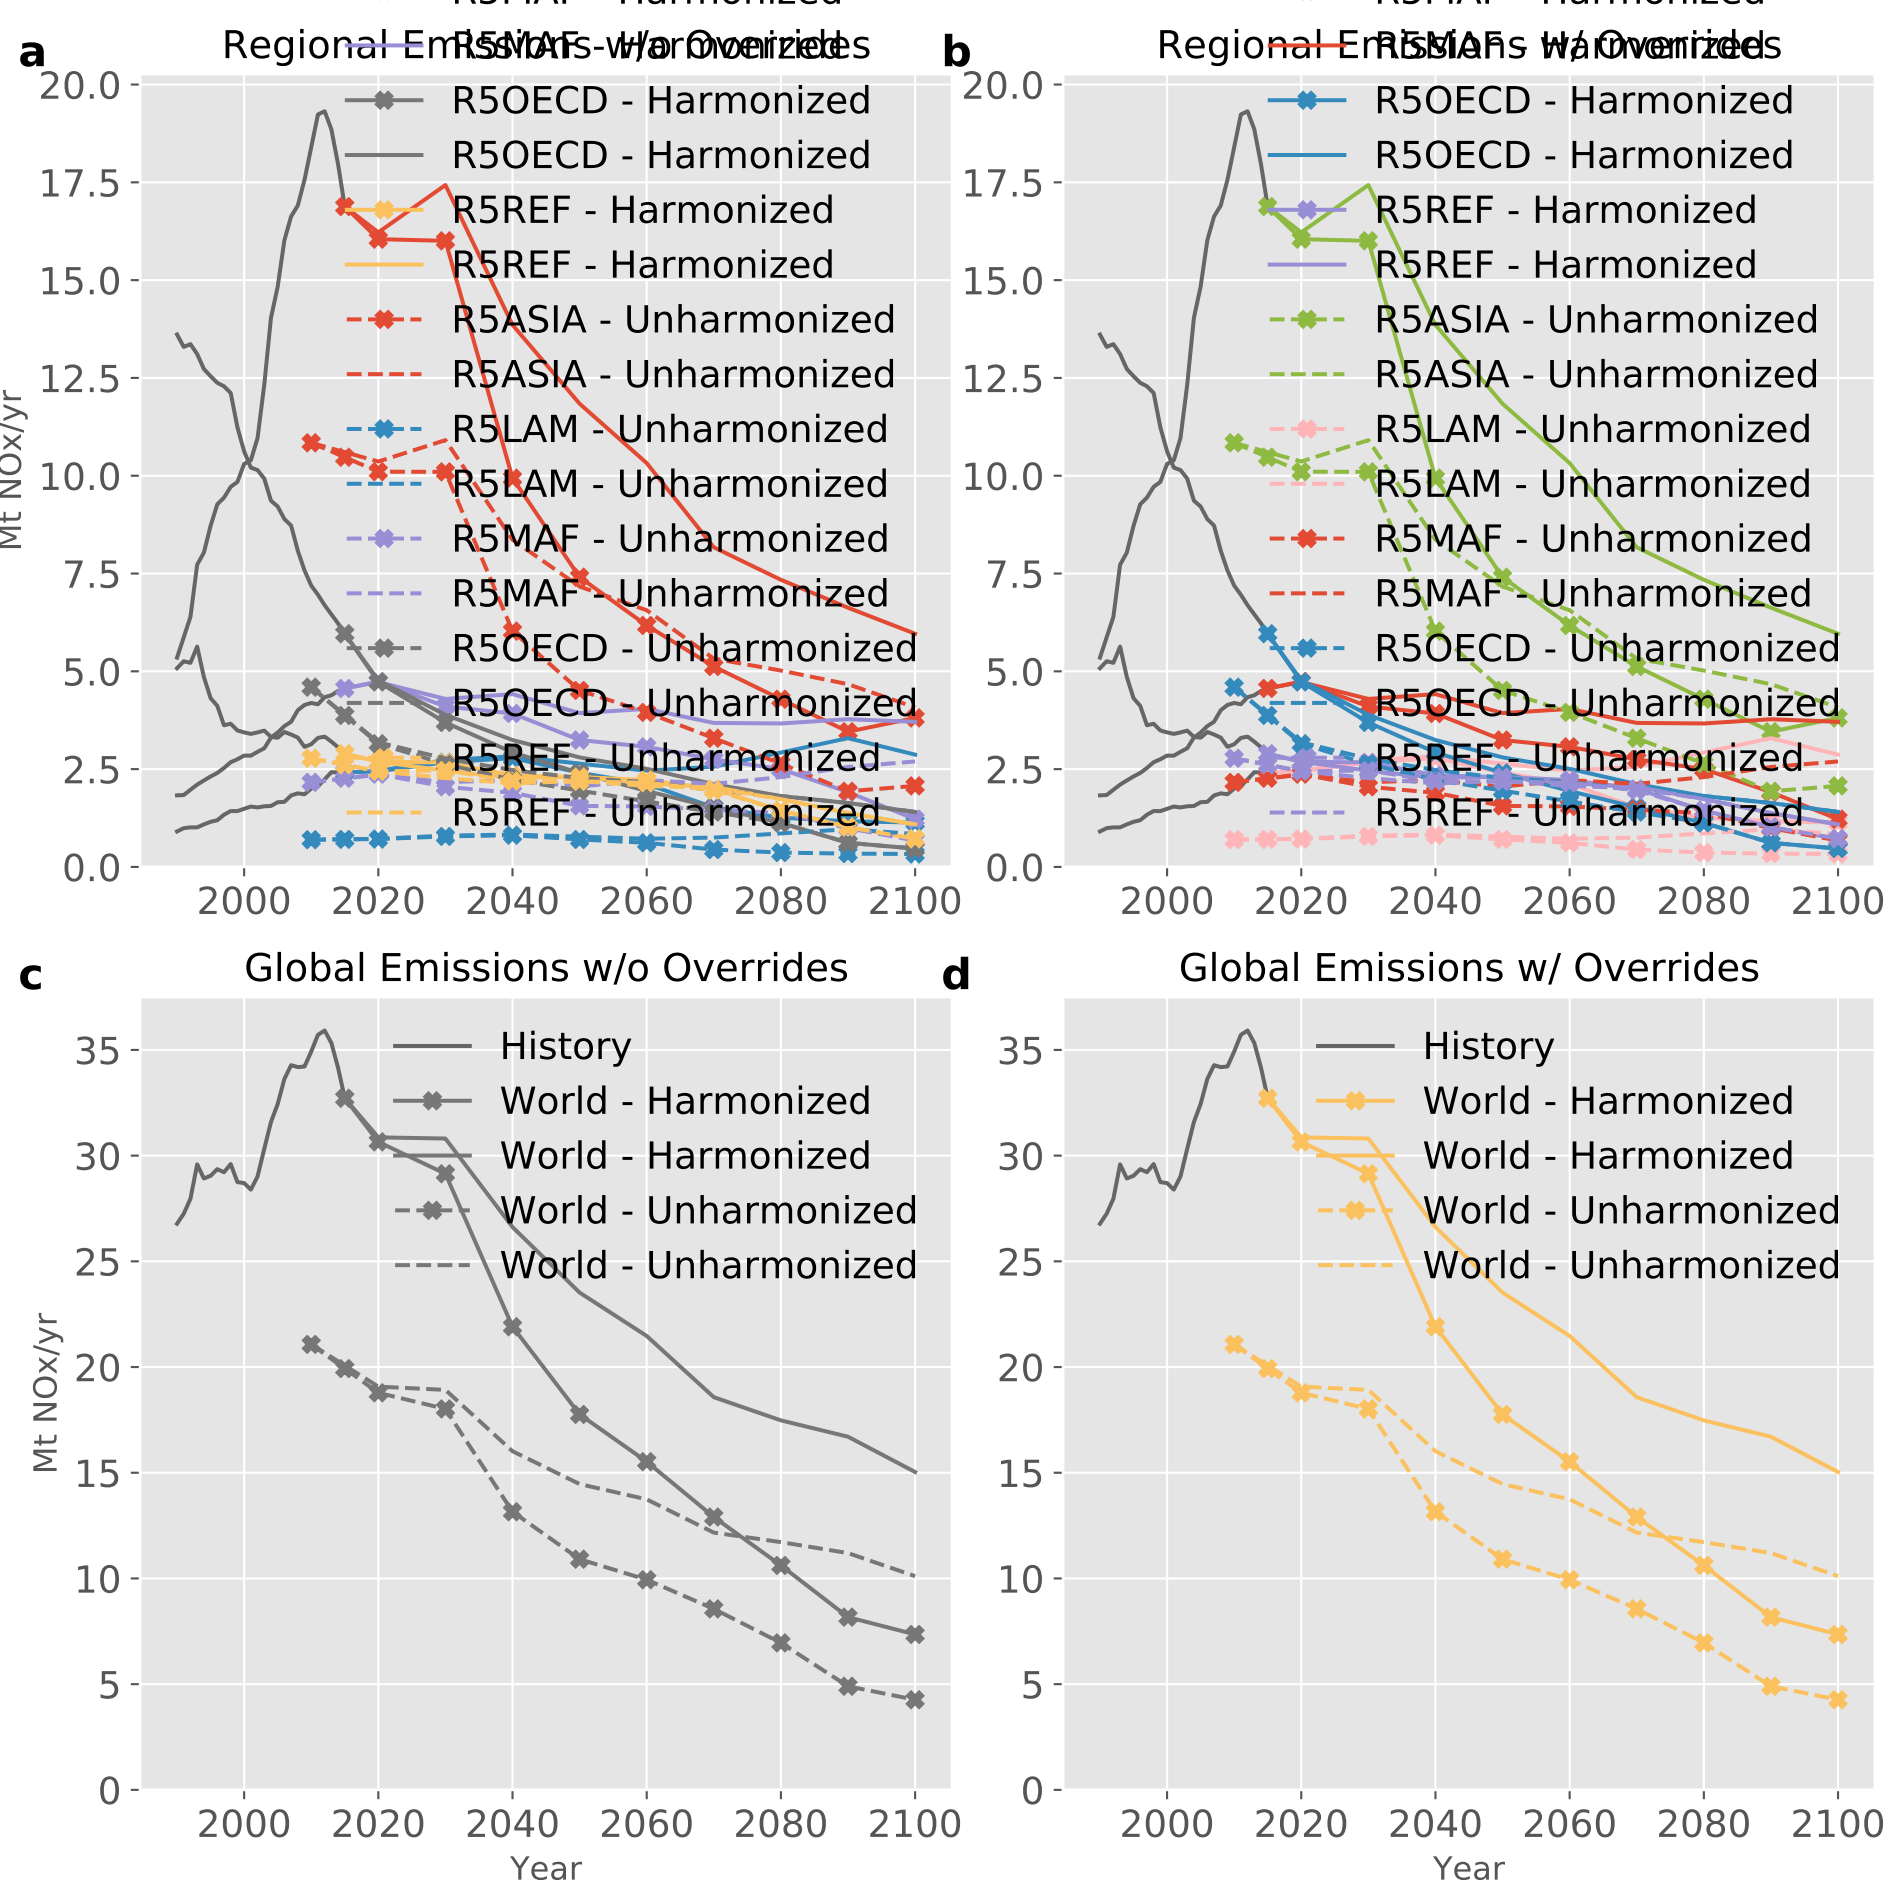 R5MAF - Harmonized
R5MAF - Harmonized
a
Regional Emissions w/o Overrides
R5MAF - Harmonized
b
Regional Emissions w/ Overrides
R5MAF - Harmonized
20.0
R5OECD - Harmonized
R5OECD - Harmonized
17.5
R5REF - Harmonized
15.0
R5REF - Harmonized
R5ASIA - Unharmonized
12.5
R5ASIA - Unharmonized
R5LAM - Unharmonized
10.0
R5LAM - Unharmonized
R5MAF - Unharmonized
7.5
R5MAF - Unharmonized
R5OECD - Unharmonized
5.0
R5OECD - Unharmonized
R5REF - Unharmonized
2.5
R5REF - Unharmonized
0.0
Mt NOx/yr
2000 2020 2040 2060 2080 2100
20.0
R5OECD - Harmonized
R5OECD - Harmonized
17.5
R5REF - Harmonized
15.0
R5REF - Harmonized
R5ASIA - Unharmonized
12.5
R5ASIA - Unharmonized
R5LAM - Unharmonized
10.0
R5LAM - Unharmonized
R5MAF - Unharmonized
7.5
R5MAF - Unharmonized
R5OECD - Unharmonized
5.0
R5OECD - Unharmonized
R5REF - Unharmonized
2.5
R5REF - Unharmonized
0.0
2000 2020 2040 2060 2080 2100
c
Global Emissions w/o Overrides
35
History
World - Harmonized
30
World - Harmonized
World - Unharmonized
25
World - Unharmonized
20
15
10
5
0
Mt NOx/yr
2000 2020 2040 2060 2080 2100
Year
d
Global Emissions w/ Overrides
35
History
World - Harmonized
30
World - Harmonized
World - Unharmonized
25
World - Unharmonized
20
15
10
5
0
2000 2020 2040 2060 2080 2100
Year